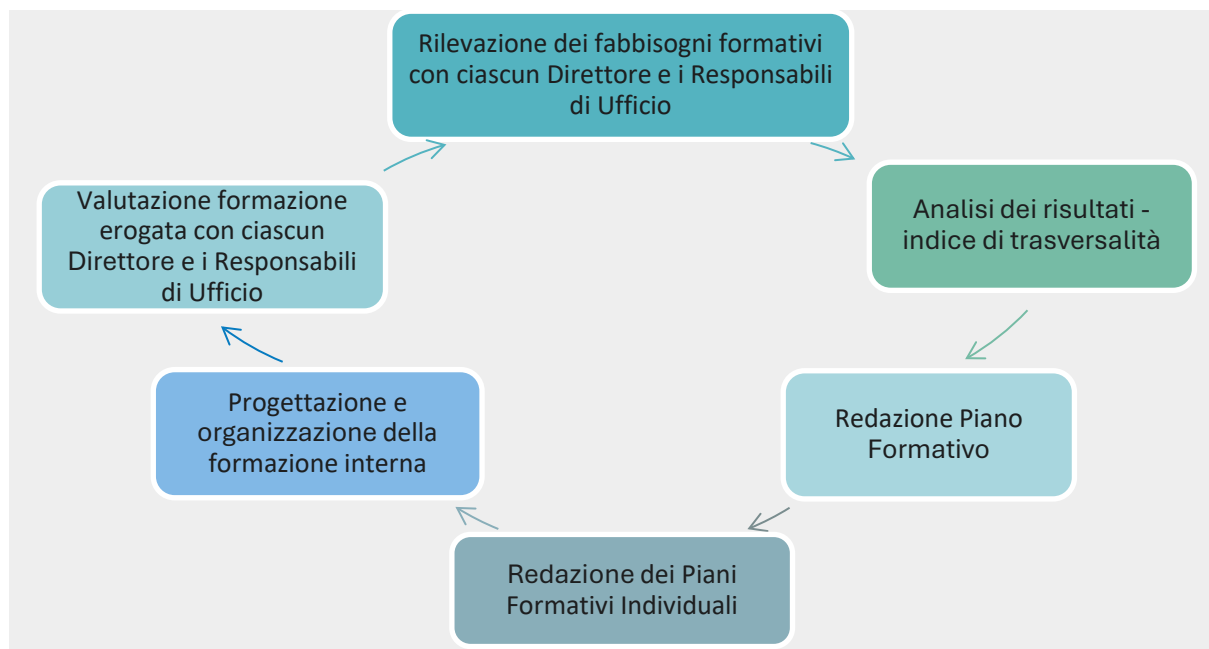 Rilevazione dei fabbisogni formativi
con ciascun Direttore e i Responsabili
di Ufficio
Analisi dei risultati -
indice di trasversalità
Redazione Piano
Formativo
Redazione dei Piani
Formativi Individuali
Progettazione e
organizzazione della
formazione interna
Valutazione formazione
erogata con ciascun
Direttore e i Responsabili
di Ufficio